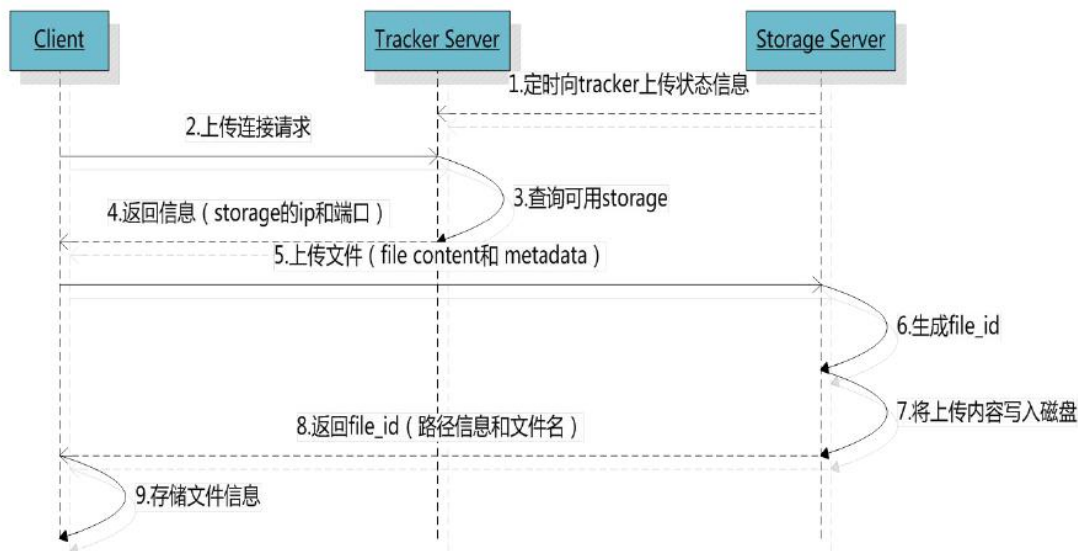 Client
Tracker Server
Storage Server
1.定时向tracker上传状态信息
2.上传连接请求
3.查询可用storage
4.返回信息（storage的ip和端口）
5.上传文件（file content和 metadata）
6.生成file_id
7.将上传内容写入磁盘
8.返回file_id（路径信息和文件名）
9.存储文件信息